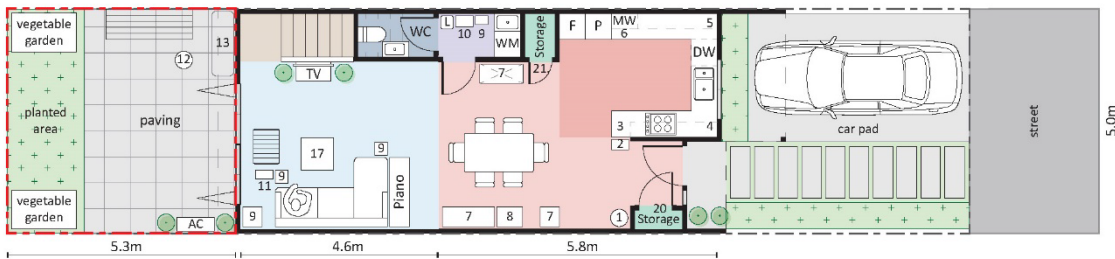 vegetable
garden
12
13
planted
area
paving
vegetable
garden
AC
TV
WC
L
10
9
WM
Storage
21
7
F
P
MW
6
5
DW
3
4
2
17
9
11
9
9
Piano
7
8
7
1
20
Storage
car pad
street
5.0m
5.3m
4.6m
5.8m